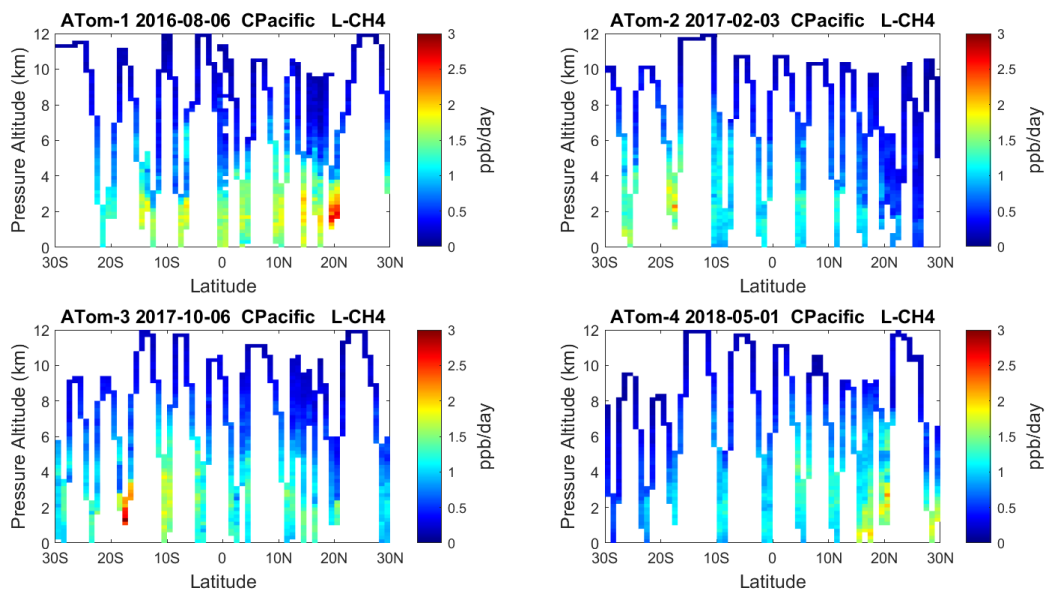 ATom-1 2016-08-06 CPacific L-CH4
12
10
8
6
4
2
0
Pressure Altitude (km)
30S 20S 10S 0 10N 20N 30N
Latitude
3
2.5
2
1.5
1
0.5
0
ppb/day
ATom-2 2017-02-03 CPacific L-CH4
12
10
8
6
4
2
0
Pressure Altitude (km)
30S 20S 10S 0 10N 20N 30N
Latitude
3
2.5
2
1.5
1
0.5
0
ppb/day
ATom-3 2017-10-06 CPacific L-CH4
12
10
8
6
4
2
0
Pressure Altitude (km)
30S 20S 10S 0 10N 20N 30N
Latitude
3
2.5
2
1.5
1
0.5
0
ppb/day
ATom-4 2018-05-01 CPacific L-CH4
12
10
8
6
4
2
0
Pressure Altitude (km)
30S 20S 10S 0 10N 20N 30N
Latitude
3
2.5
2
1.5
1
0.5
0
ppb/day